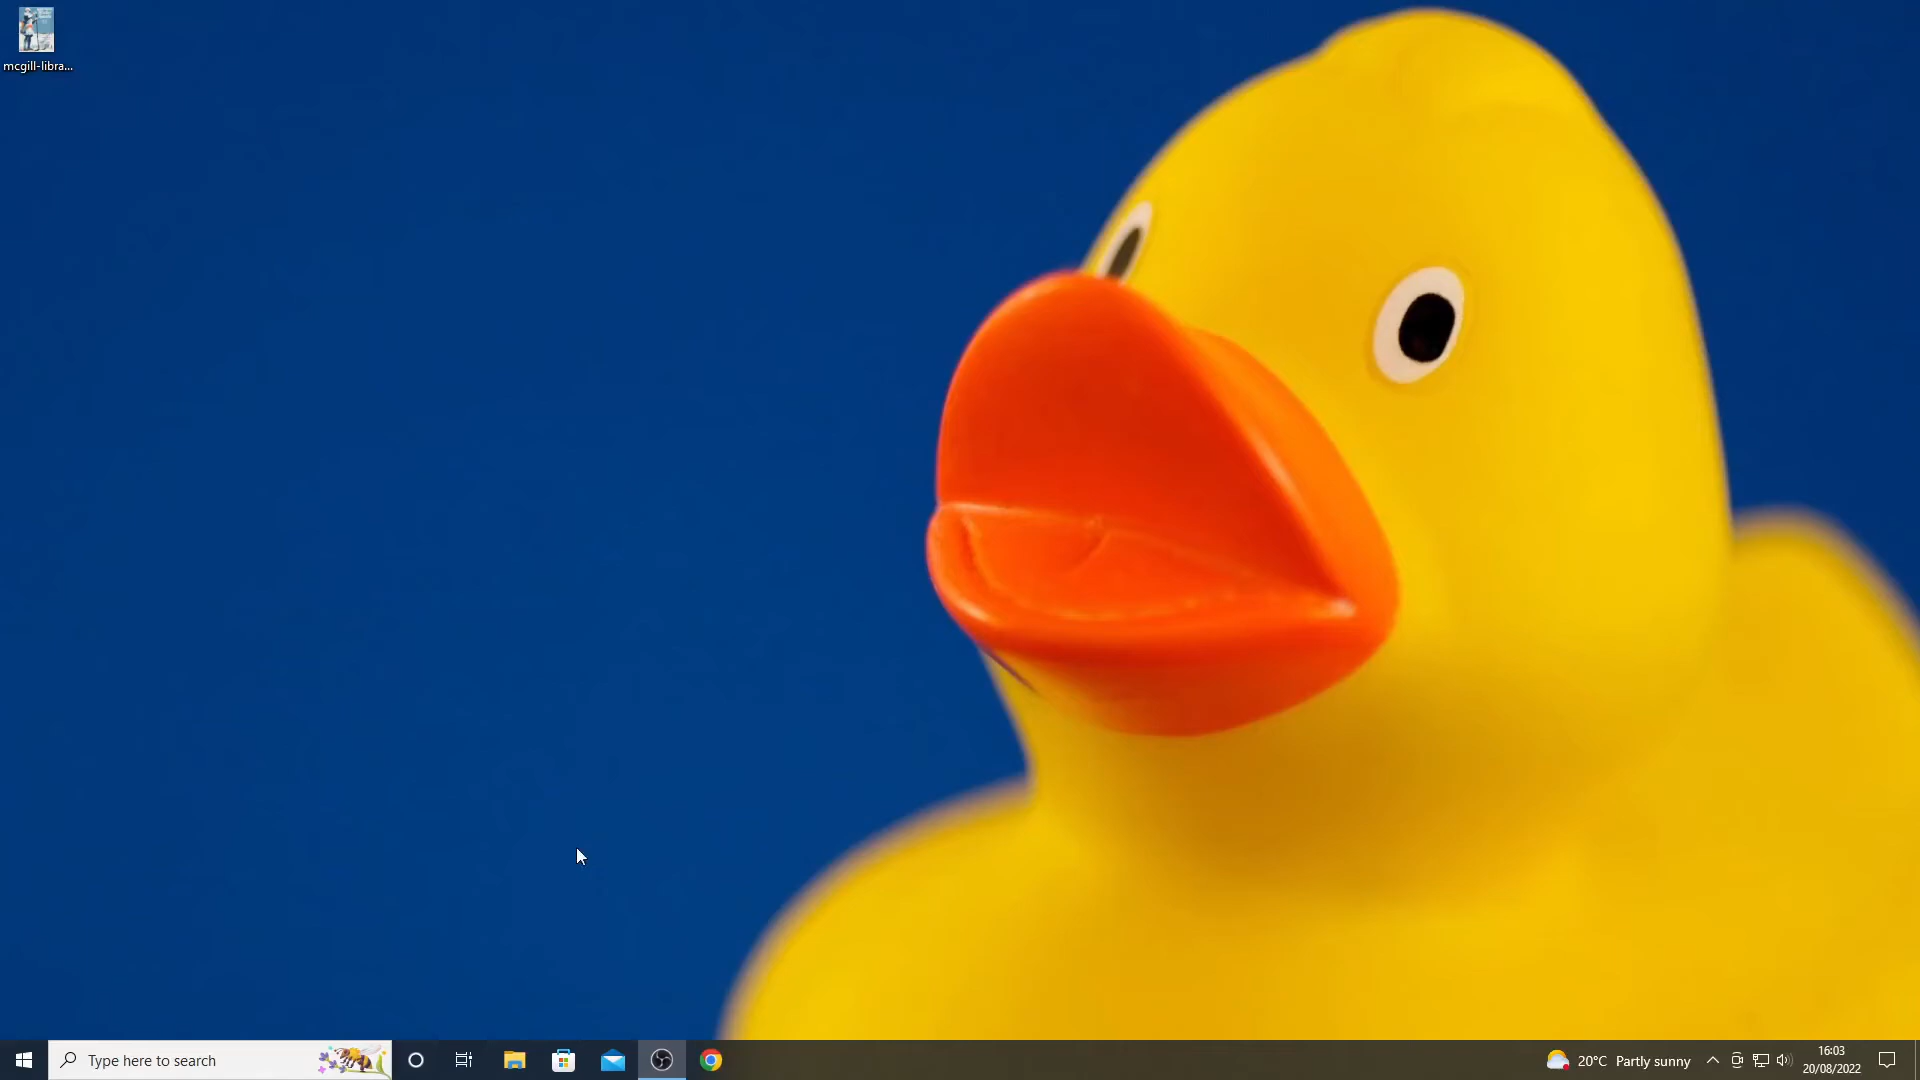 mcgill-libra...
Type here to search
20°C Partly sunny
16:03
20/08/2022